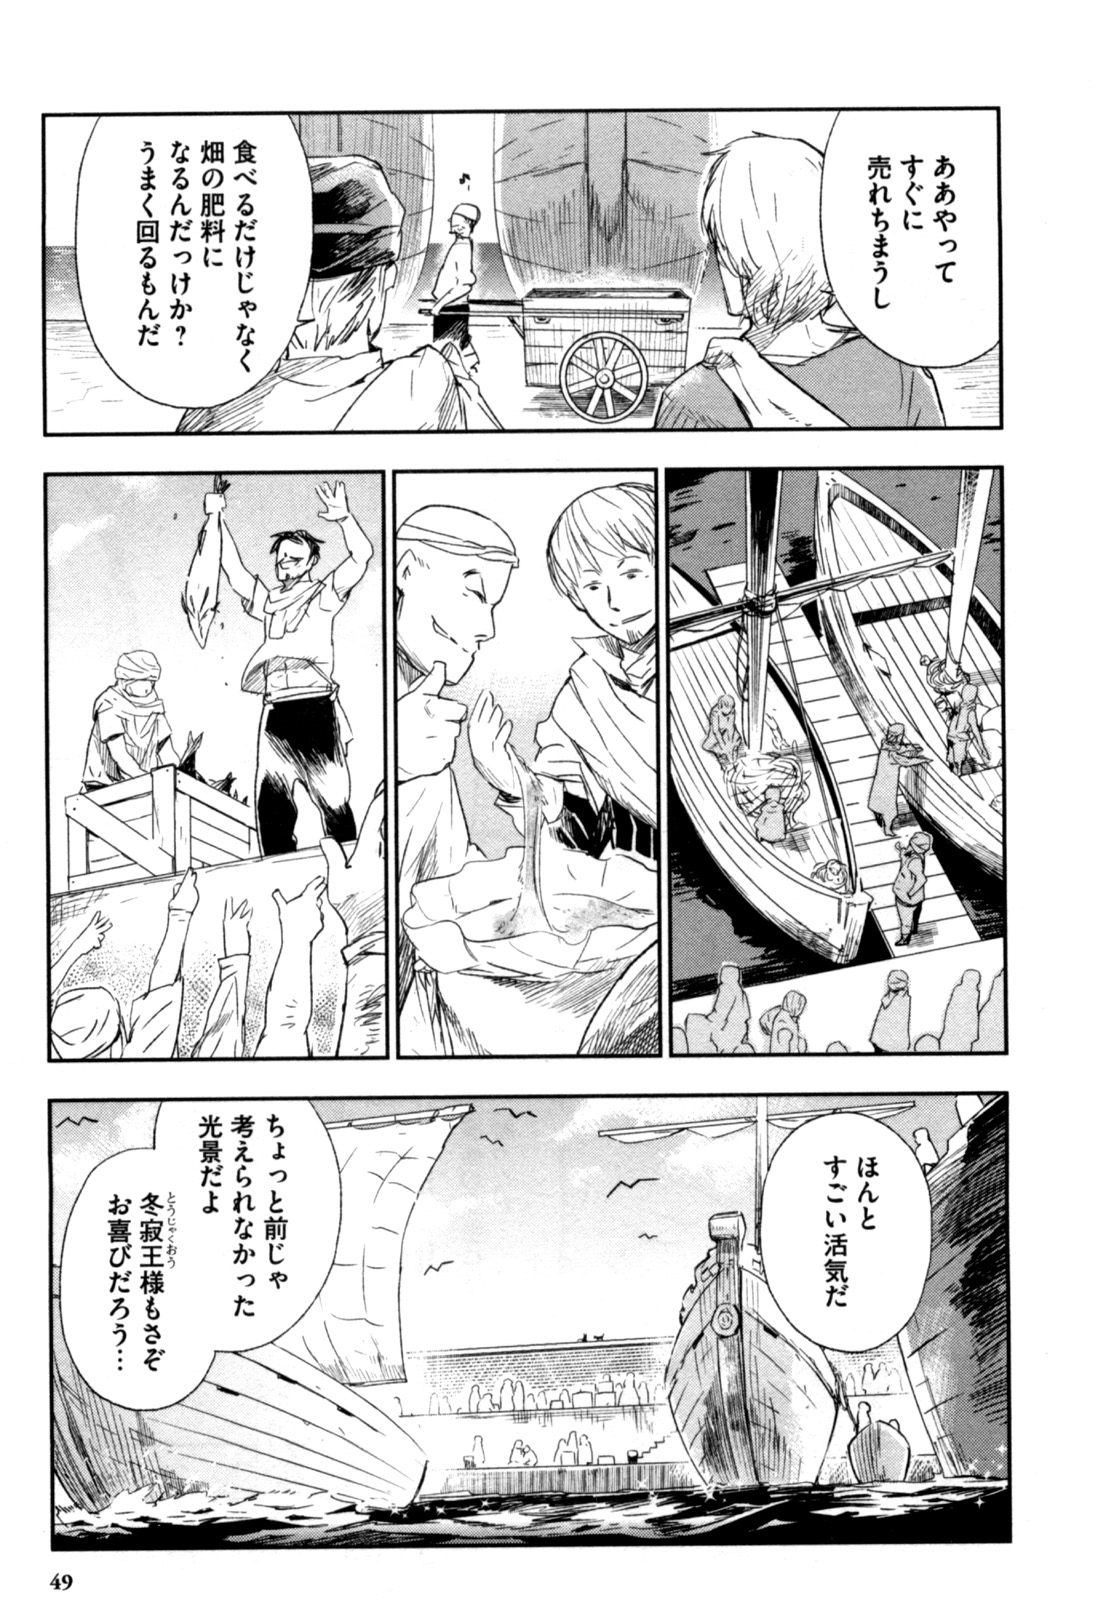 ああやって
すぐに
売れちまうし
食べるだけじゃなく
畑の肥料に
なるんだっけか?
うまく回るもんだ
ほんと
すごい活気だ
ちょっと前じゃ
考えられなかった
光景だよ
冬寂王様もさぞ
とうじゃくおう
お喜びだろう…
49